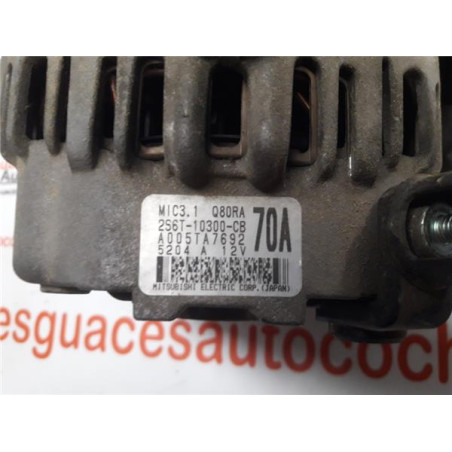 MIC3.1 Q80RA
2S6T-10300-CB
A005TA7692
5204 A 12V
70A
MITSUBISHI ELECTRIC CORP.(JAPAN)
esguacesautococh